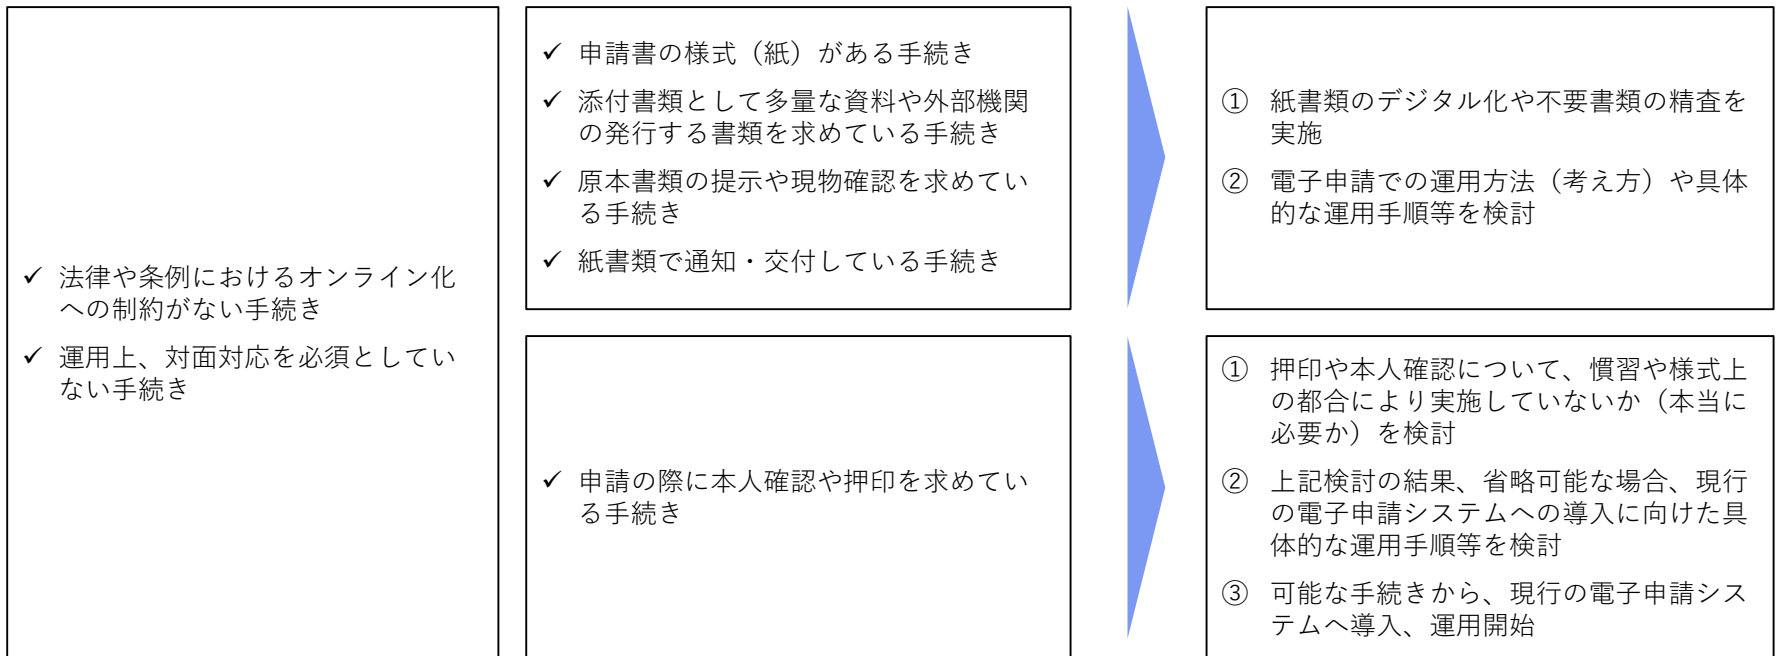 ✓ 法律や条例におけるオンライン化
への制約がない手続き
✓ 運用上、対面対応を必須としてい
ない手続き
✓ 申請書の様式（紙）がある手続き
✓ 添付書類として多量な資料や外部機関
の発行する書類を求めている手続き
✓ 原本書類の提示や現物確認を求めてい
る手続き
✓ 紙書類で通知・交付している手続き
① 紙書類のデジタル化や不要書類の精査を
実施
② 電子申請での運用方法（考え方）や具体
的な運用手順等を検討
✓ 申請の際に本人確認や押印を求めてい
る手続き
① 押印や本人確認について、慣習や様式上
の都合により実施していないか（本当に
必要か）を検討
② 上記検討の結果、省略可能な場合、現行
の電子申請システムへの導入に向けた具
体的な運用手順等を検討
③ 可能な手続きから、現行の電子申請シス
テムへ導入、運用開始